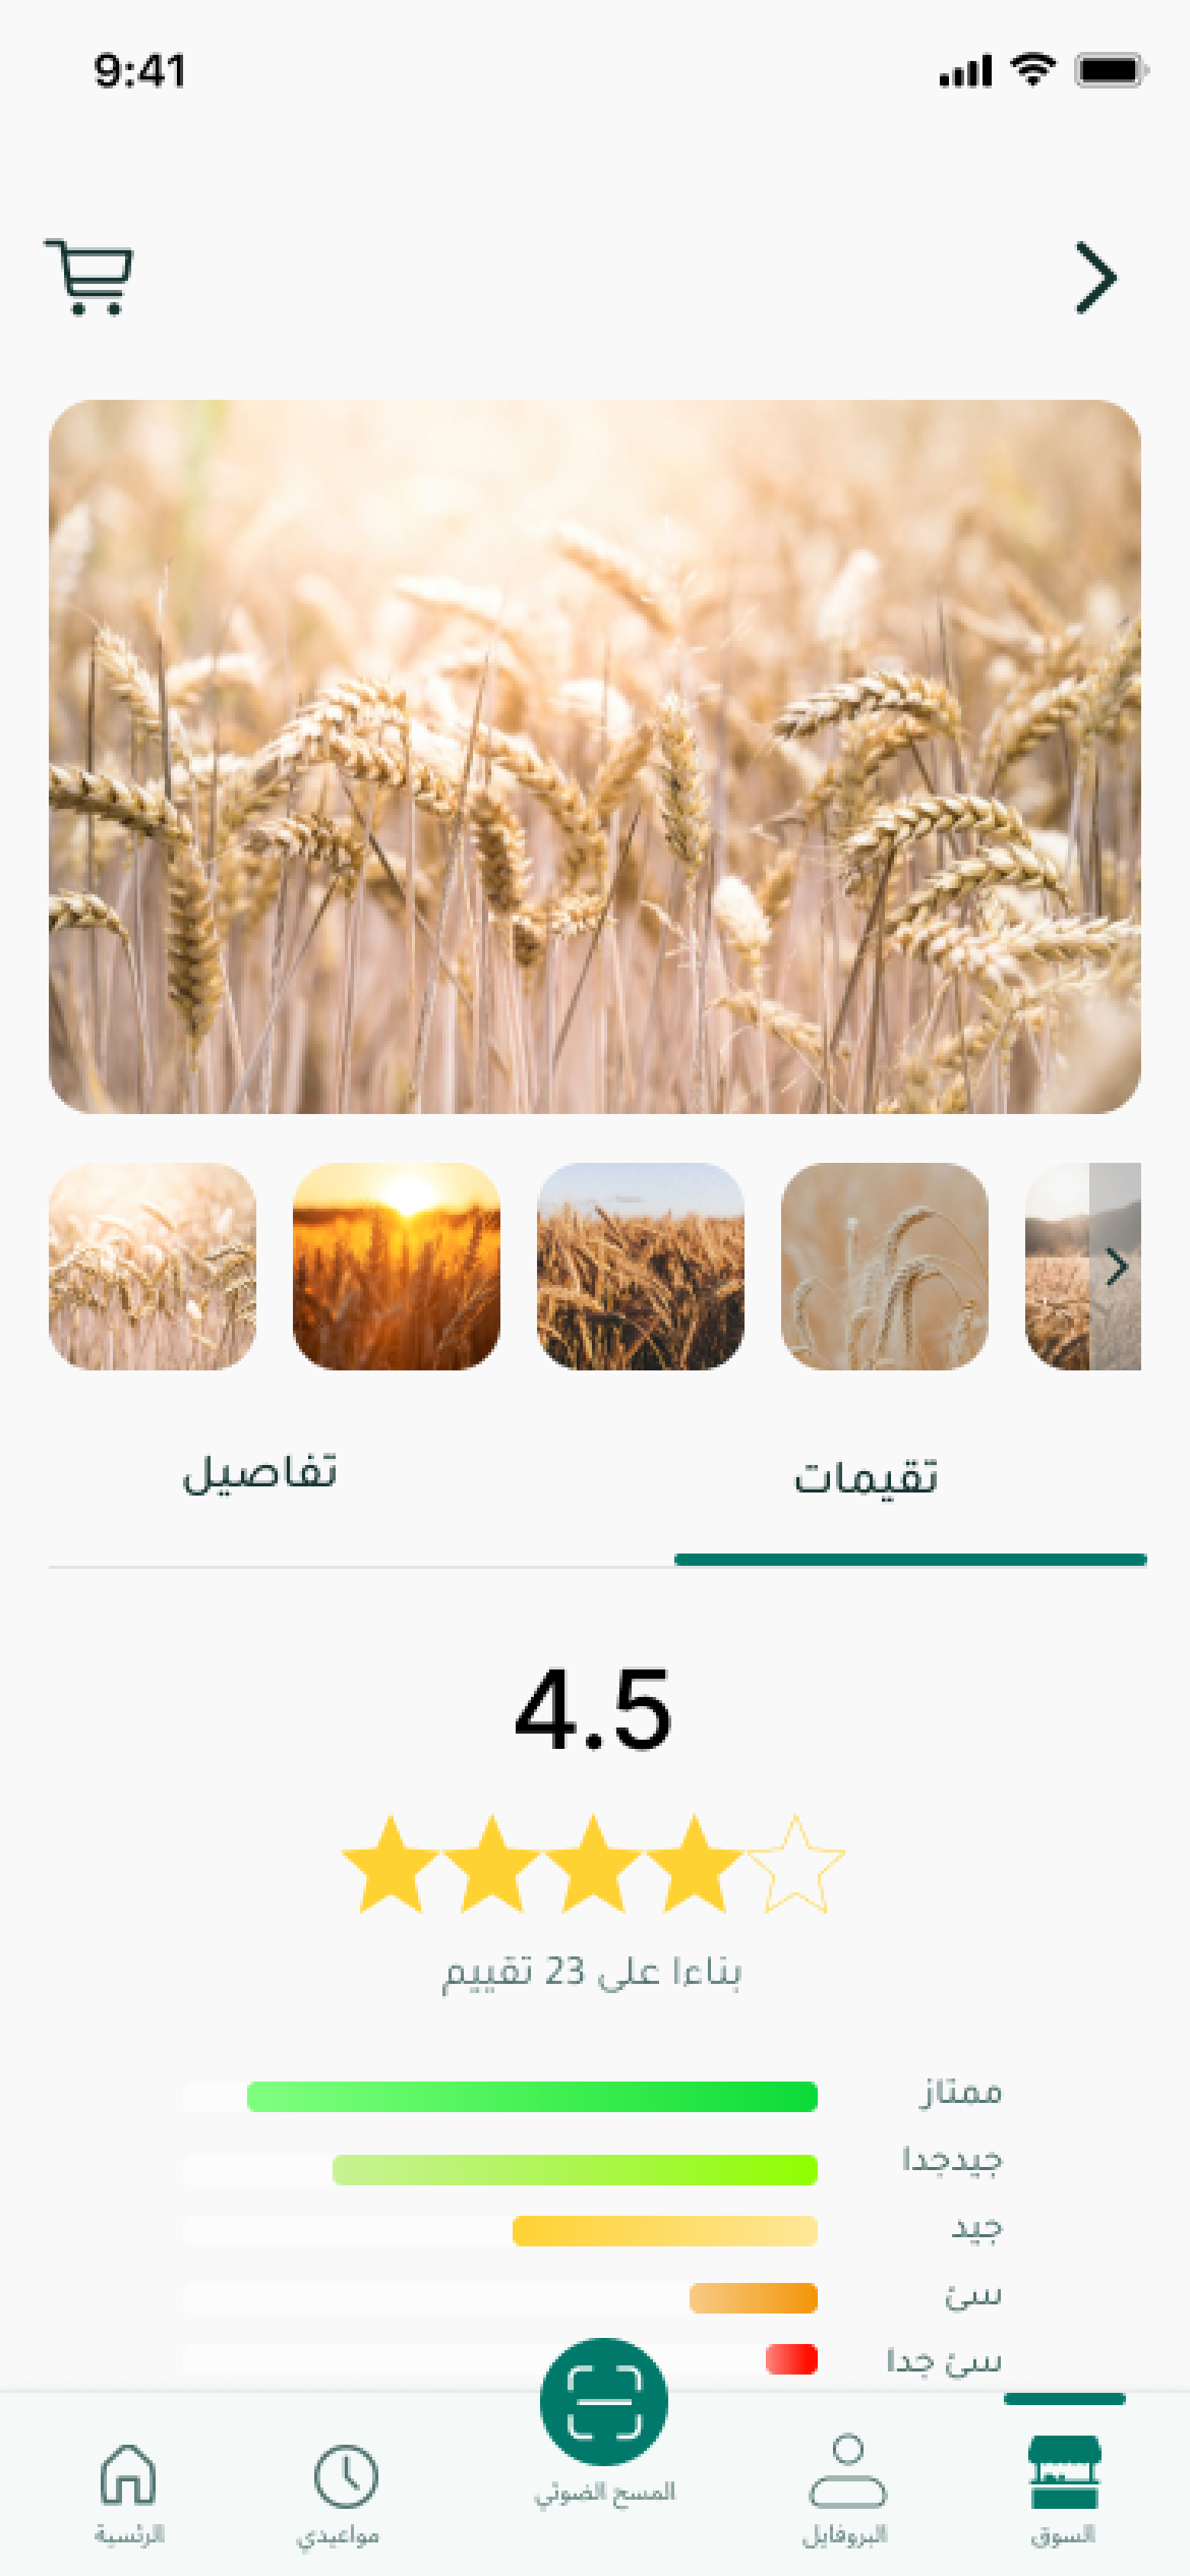 9:41
تقيمات
تفاصيل
4.5
بناءا على 23 تقييم
ممتاز
جيدجدا
جيد
سئ
سئ جدا
السوق
البروفايل
المسح الضوئي
مواعيدي
الرئسية